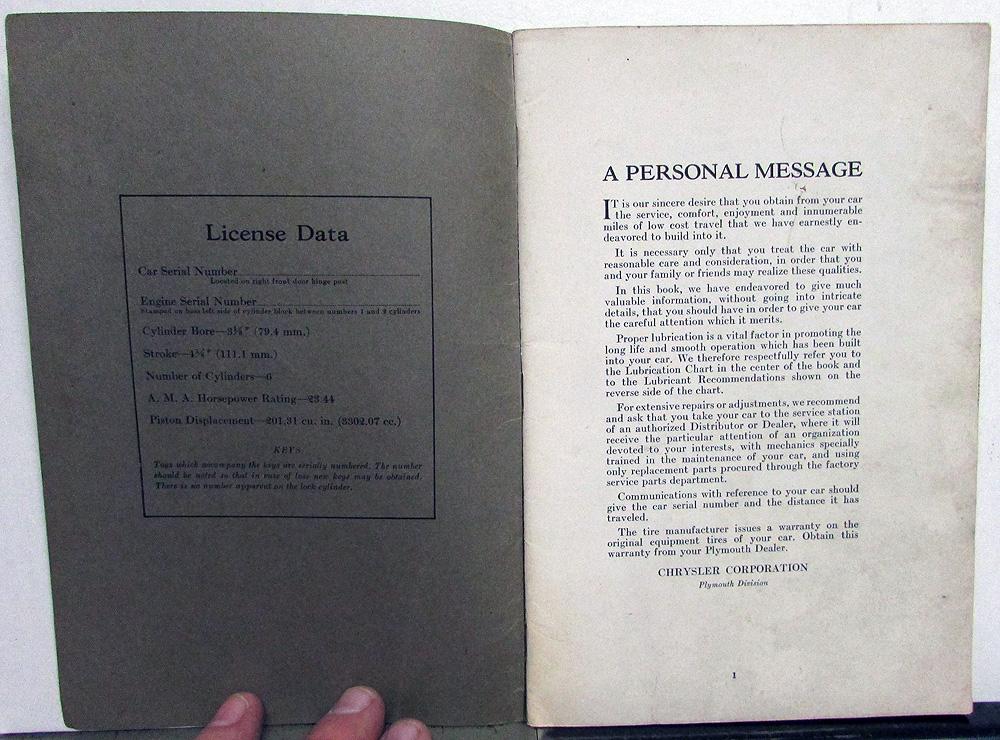 License Data
Car Serial Number
Located on right front door hinge post
Engine Serial Number
Stamped on boss left side of cylinder block between numbers 1 and 2 cylinders
Cylinder Bore—3⅛" (79.4 mm.)
Stroke—4⅜" (111.1 mm.)
Number of Cylinders—6
A. M. A. Horsepower Rating—23.44
Piston Displacement—201.31 cu. in. (3302.07 cc.)
KEYS
Tags which accompany the keys are serially numbered. The number
should be noted so that in case of loss new keys may be obtained.
There is no number apparent on the lock cylinder.
A PERSONAL MESSAGE
IT is our sincere desire that you obtain from your car
the service, comfort, enjoyment and innumerable
miles of low cost travel that we have earnestly en-
deavored to build into it.
It is necessary only that you treat the car with
reasonable care and consideration, in order that you
and your family or friends may realize these qualities.
In this book, we have endeavored to give much
valuable information, without going into intricate
details, that you should have in order to give your car
the careful attention which it merits.
Proper lubrication is a vital factor in promoting the
long life and smooth operation which has been built
into your car. We therefore respectfully refer you to
the Lubrication Chart in the center of the book and
to the Lubricant Recommendations shown on the
reverse side of the chart.
For extensive repairs or adjustments, we recommend
and ask that you take your car to the service station
of an authorized Distributor or Dealer, where it will
receive the particular attention of an organization
devoted to your interests, with mechanics specially
trained in the maintenance of your car, and using
only replacement parts procured through the factory
service parts department.
Communications with reference to your car should
give the car serial number and the distance it has
traveled.
The tire manufacturer issues a warranty on the
original equipment tires of your car. Obtain this
warranty from your Plymouth Dealer.
CHRYSLER CORPORATION
Plymouth Division
1